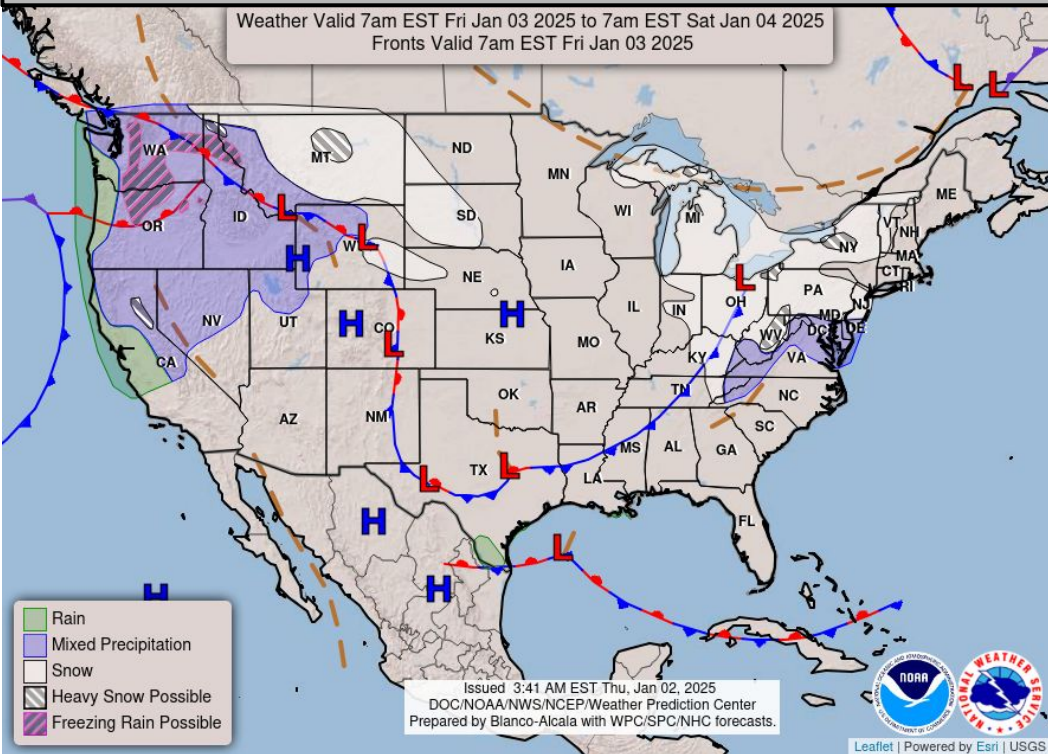 Weather Valid 7am EST Fri Jan 03 2025 to 7am EST Sat Jan 04 2025
Fronts Valid 7am EST Fri Jan 03 2025
L
L
WA
MT
ND
MN
ME
OR
ID
L
SD
WI
MI
VT
NH
NY
MA
W
L
H
CT
RI
NE
IA
L
OH
PA
NJ
NV
UT
H
CO
L
H
KS
IL
IN
MO
WV
MD
DC
DE
VA
CA
KY
AZ
NM
OK
AR
TN
NC
SC
L
TX
L
LA
MS
AL
GA
H
FL
L
H
H
Rain
Mixed Precipitation
Snow
Heavy Snow Possible
Freezing Rain Possible
Issued 3:41 AM EST Thu, Jan 02, 2025
DOC/NOAA/NWS/NCEP/Weather Prediction Center
Prepared by Blanco-Alcala with WPC/SPC/NHC forecasts.
NOAA
NATIONAL WEATHER SERVICE
Leaflet | Powered by Esri | USGS